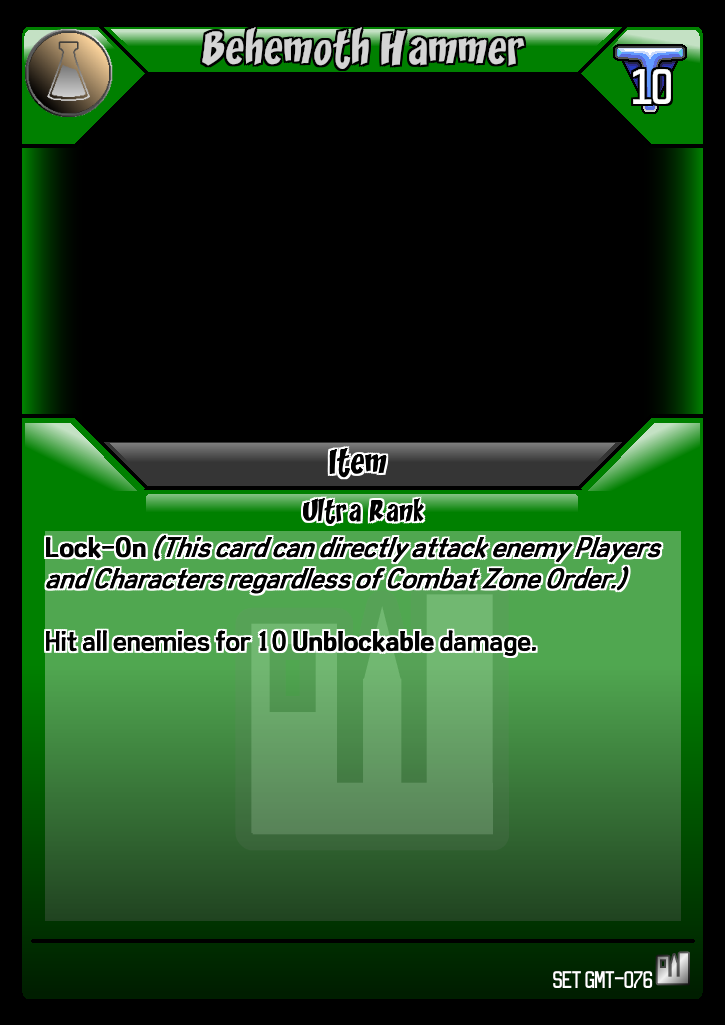 Behemoth Hammer
10
Item
Ultra Rank
Lock-On (This card can directly attack enemy Players
and Characters regardless of Combat Zone Order.)
Hit all enemies for 10 Unblockable damage.
SET GMT-076